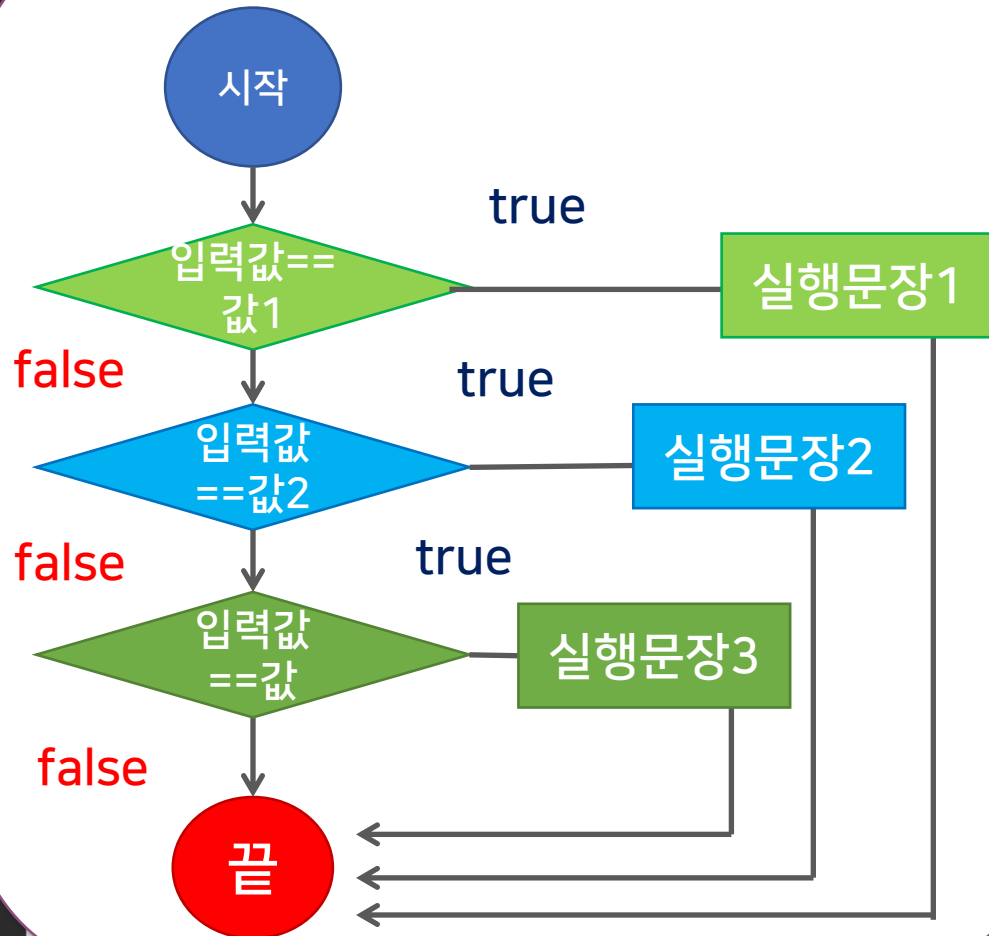 시작
true
입력값==
값1
실행문장1
false
true
입력값
==값2
실행문장2
false
true
입력값
==값
실행문장3
false
끝